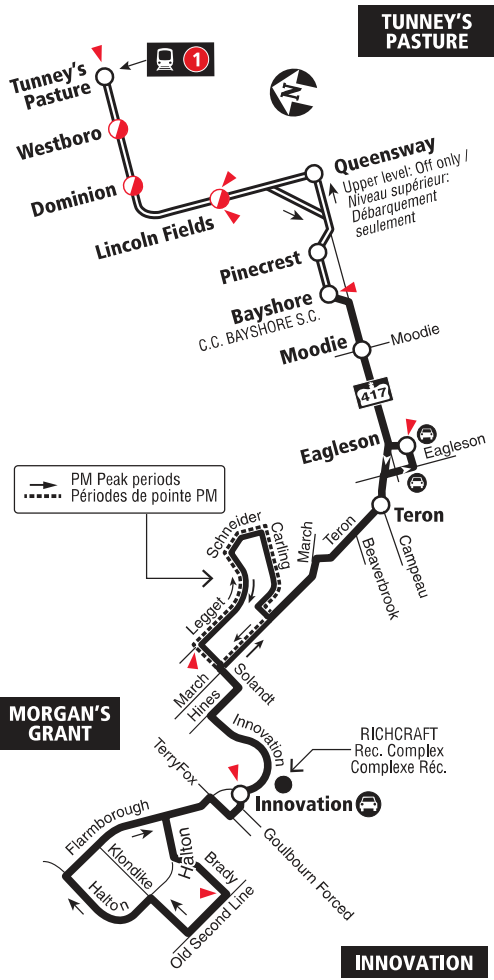 TUNNEY'S
PASTURE
1
Tunney's
Pasture
N
Westboro
Queensway
Upper level: Off only /
Niveau supérieur:
Débarquement
seulement
Dominion
Lincoln Fields
Pinecrest
Bayshore
C.C. BAYSHORE S.C.
Moodie
Moodie
417
Eagleson
Eagleson
PM Peak periods
Périodes de pointe PM
Teron
Schneider
Carling
March
Teron
Beaverbrook
Campeau
Legget
Solandt
March
Hines
MORGAN'S
GRANT
Innovation
RICHCRAFT
Rec. Complex
Complexe Réc.
TerryFox
Innovation
Flarmborough
Goulbourn Forced
Klondike
Halton
Halton
Brady
Old Second Line
INNOVATION